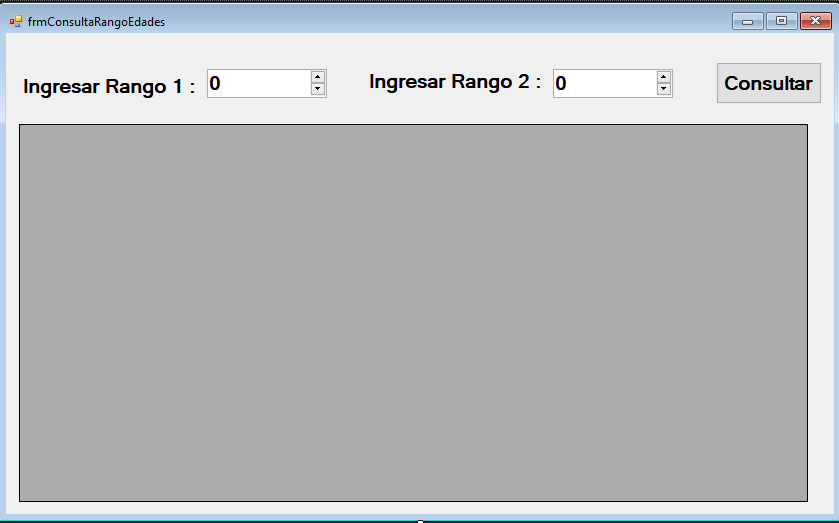 frmConsultaRangoEdades
Ingresar Rango 1 : 0 Ingresar Rango 2 : 0 Consultar